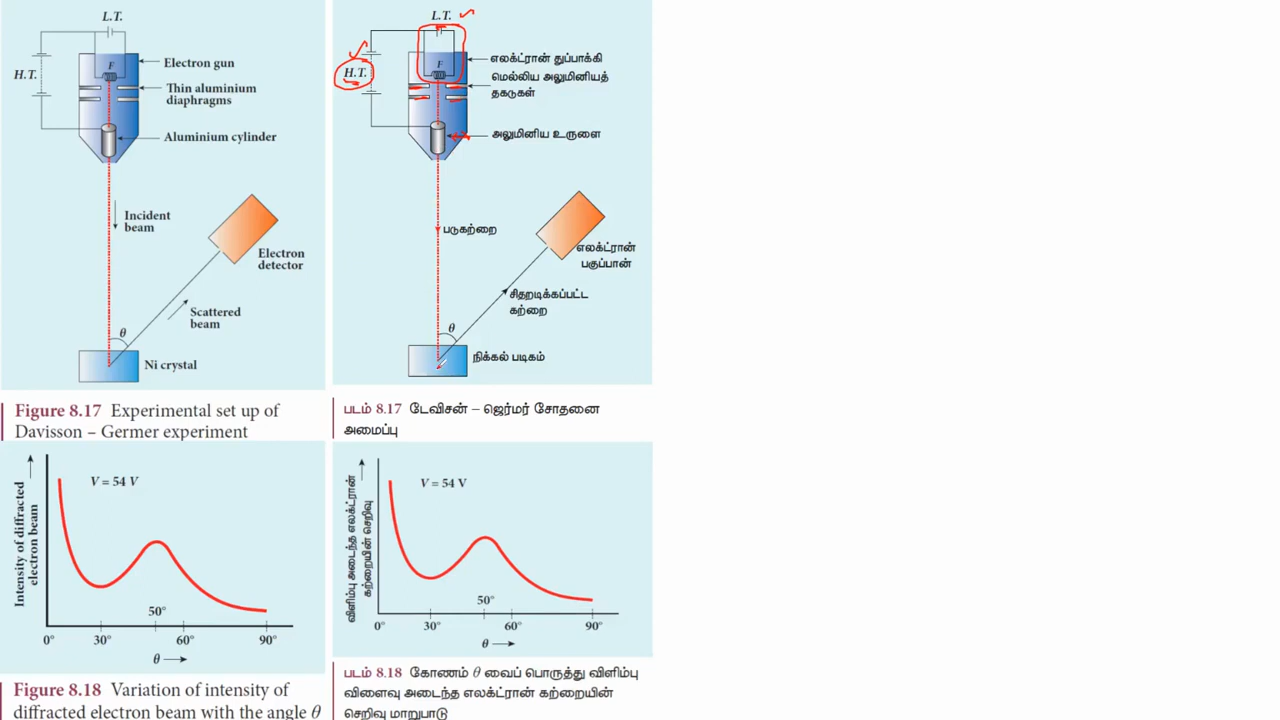 L.T.
F
H.T.
Electron gun
Thin aluminium
diaphragms
Aluminium cylinder
Incident
beam
Electron
detector
Scattered
beam
θ
Ni crystal
Figure 8.17 Experimental set up of
Davisson – Germer experiment
Intensity of diffracted
electron beam
V = 54 V
50°
0°
30°
60°
90°
θ
Figure 8.18 Variation of intensity of
diffracted electron beam with the angle θ
L.T.
F
H.T.
எலக்ட்ரான் துப்பாக்கி
மெல்லிய அலுமினியத்
தகடுகள்
அலுமினிய உருளை
படுகற்றை
எலக்ட்ரான்
பகுப்பான்
சிதறடிக்கப்பட்ட
கற்றை
θ
நிக்கல் படிகம்
படம் 8.17 டேவிசன் – ஜெர்மர் சோதனை
அமைப்பு
விளிம்பு அடைந்த எலக்ட்ரான்
கற்றையின் செறிவு
V = 54 V
50°
0°
30°
60°
90°
θ
படம் 8.18 கோணம் θ வைப் பொருத்து விளிம்பு
விளைவு அடைந்த எலக்ட்ரான் கற்றையின்
செறிவு மாறுபாடு